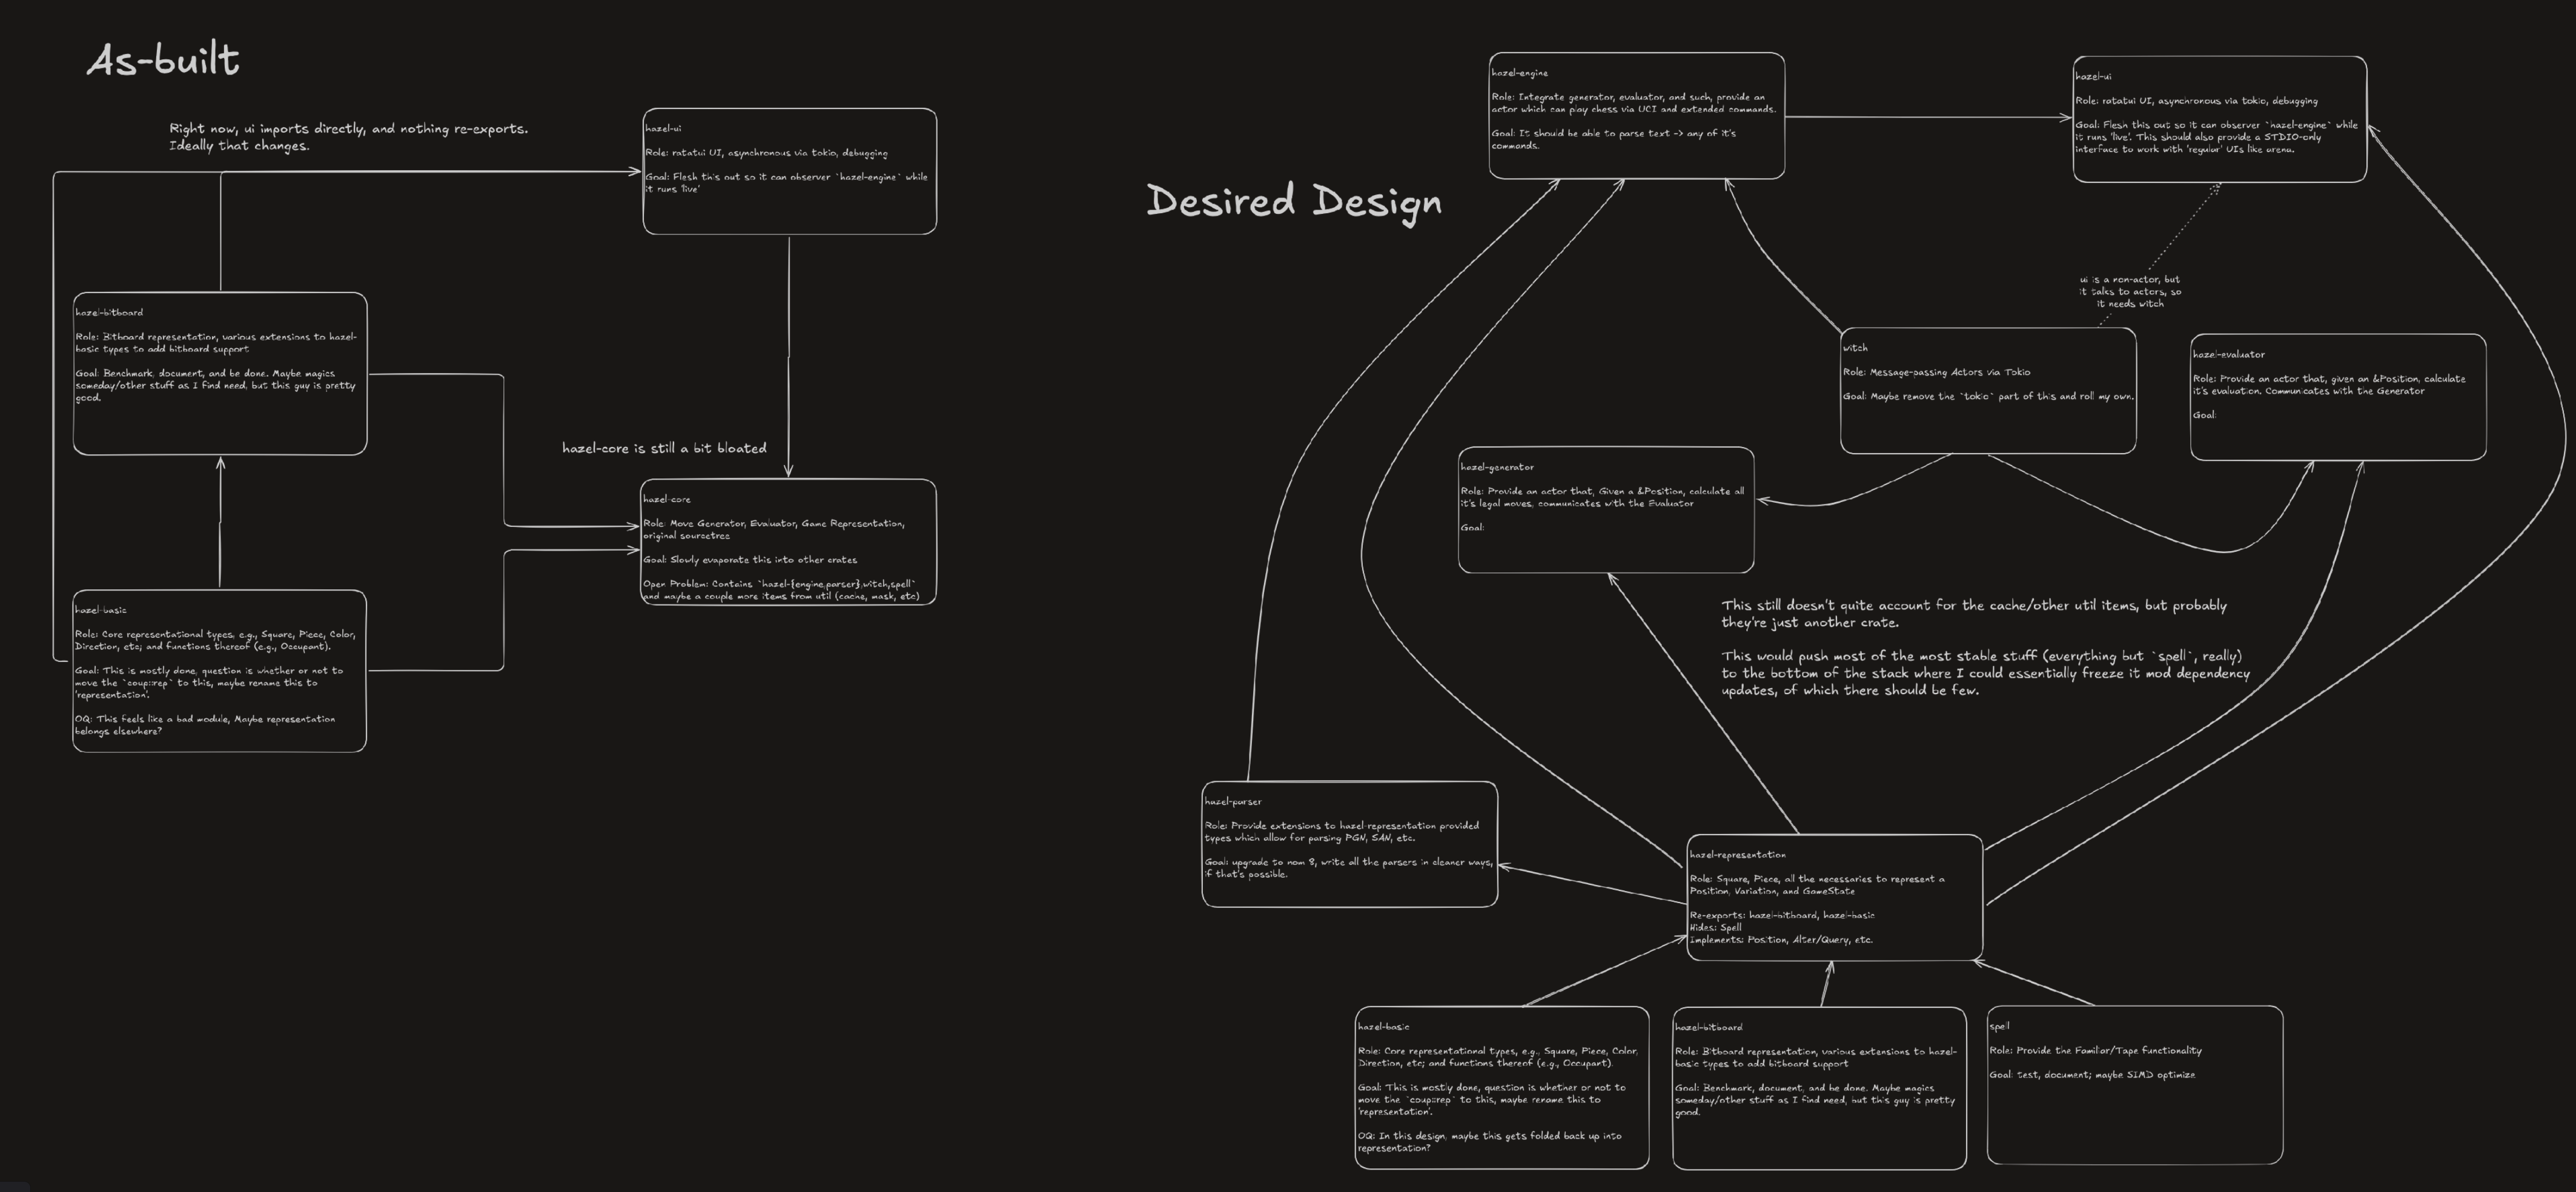 As-built
Right now, ui imports directly, and nothing re-exports.
Ideally that changes.
hazel-ui
Role: ratatui UI, asynchronous via tokio, debugging
Goal: Flesh this out so it can observer `hazel-engine` while
it runs 'live'
hazel-bitboard
Role: Bitboard representation, various extensions to hazel-
basic types to add bitboard support
Goal: Benchmark, document, and be done. Maybe magics
someday/other stuff as I find need, but this guy is pretty
good.
hazel-core is still a bit bloated
hazel-core
Role: Move Generator, Evaluator, Game Representation,
original sourcetree
Goal: Slowly evaporate this into other crates
Open Problem: Contains `hazel-{engine,parser},witch,spell`
and maybe a couple more items from util (cache, mask, etc)
hazel-basic
Role: Core representational types, e.g., Square, Piece, Color,
Direction, etc; and functions thereof (e.g., Occupant).
Goal: This is mostly done, question is whether or not to
move the `coup::rep` to this, maybe rename this to
'representation'.
OQ: This feels like a bad module, Maybe representation
belongs elsewhere?
Desired Design
hazel-engine
Role: Integrate generator, evaluator, and such, provide an
actor which can play chess via UCI and extended commands.
Goal: It should be able to parse text -> any of it's
commands.
hazel-ui
Role: ratatui UI, asynchronous via tokio, debugging
Goal: Flesh this out so it can observer `hazel-engine` while
it runs 'live'. This should also provide a STDIO-only
interface to work with 'regular' UIs like arena.
ui is a non-actor, but
it talks to actors, so
it needs witch
witch
Role: Message-passing Actors via Tokio
Goal: Maybe remove the `tokio` part of this and roll my own.
hazel-evaluator
Role: Provide an actor that, given an &Position, calculate
it's evaluation. Communicates with the Generator
Goal:
hazel-generator
Role: Provide an actor that, Given a &Position, calculate all
it's legal moves, communicates with the Evaluator
Goal:
This still doesn't quite account for the cache/other util items, but probably
they're just another crate.
This would push most of the most stable stuff (everything but `spell`, really)
to the bottom of the stack where I could essentially freeze it mod dependency
updates, of which there should be few.
hazel-parser
Role: Provide extensions to hazel-representation provided
types which allow for parsing PGN, SAN, etc.
Goal: upgrade to nom 8, write all the parsers in cleaner ways,
if that's possible.
hazel-representation
Role: Square, Piece, all the necessaries to represent a
Position, Variation, and GameState
Re-exports: hazel-bitboard, hazel-basic
Hides: Spell
Implements: Position, Alter/Query, etc.
hazel-basic
Role: Core representational types, e.g., Square, Piece, Color,
Direction, etc; and functions thereof (e.g., Occupant).
Goal: This is mostly done, question is whether or not to
move the `coup::rep` to this, maybe rename this to
'representation'.
OQ: In this design, maybe this gets folded back up into
representation?
hazel-bitboard
Role: Bitboard representation, various extensions to hazel-
basic types to add bitboard support
Goal: Benchmark, document, and be done. Maybe magics
someday/other stuff as I find need, but this guy is pretty
good.
spell
Role: Provide the Familiar/Tape functionality
Goal: test, document; maybe SIMD optimize